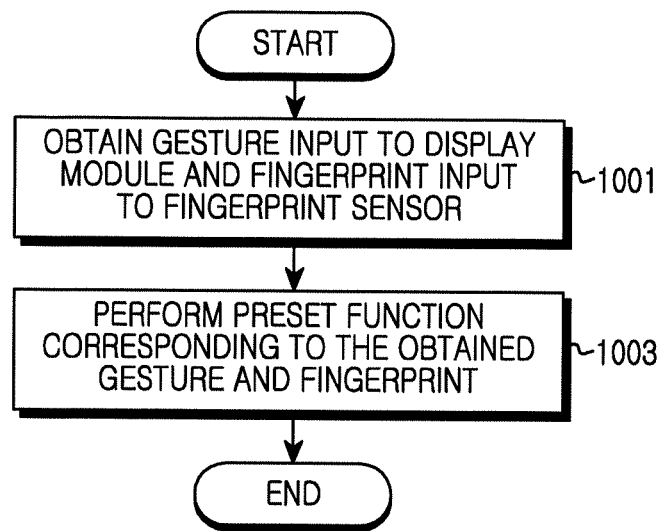 START
OBTAIN GESTURE INPUT TO DISPLAY
MODULE AND FINGERPRINT INPUT
TO FINGERPRINT SENSOR
1001
PERFORM PRESET FUNCTION
CORRESPONDING TO THE OBTAINED
GESTURE AND FINGERPRINT
1003
END